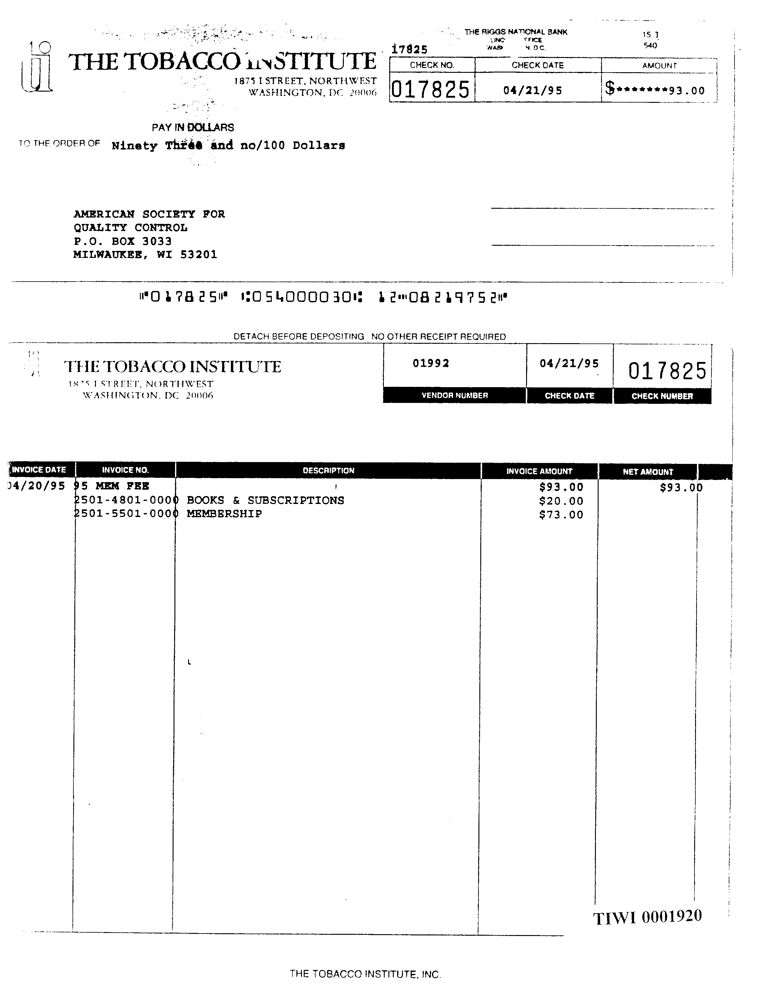 THE RIGGS NATIONAL BANK
15 1
540
THE TOBACCO INSTITUTE
1875 I STREET, NORTHWEST
WASHINGTON, DC 20006
17825
CHECK NO. CHECK DATE AMOUNT
017825 04/21/95 $*******93.00
PAY IN DOLLARS
TO THE ORDER OF Ninety Three and no/100 Dollars
AMERICAN SOCIETY FOR
QUALITY CONTROL
P.O. BOX 3033
MILWAUKEE, WI 53201
⑈017825⑈ ⑆054000030⑆ 12⑉08219752⑈
DETACH BEFORE DEPOSITING NO OTHER RECEIPT REQUIRED
THE TOBACCO INSTITUTE
1875 I STREET, NORTHWEST
WASHINGTON, DC 20006
01992 04/21/95 017825
VENDOR NUMBER CHECK DATE CHECK NUMBER
INVOICE DATE INVOICE NO. DESCRIPTION INVOICE AMOUNT NET AMOUNT
04/20/95 95 MEM FEE $93.00 $93.00
2501-4801-0000 BOOKS & SUBSCRIPTIONS $20.00
2501-5501-0000 MEMBERSHIP $73.00
TIWI 0001920
THE TOBACCO INSTITUTE, INC.